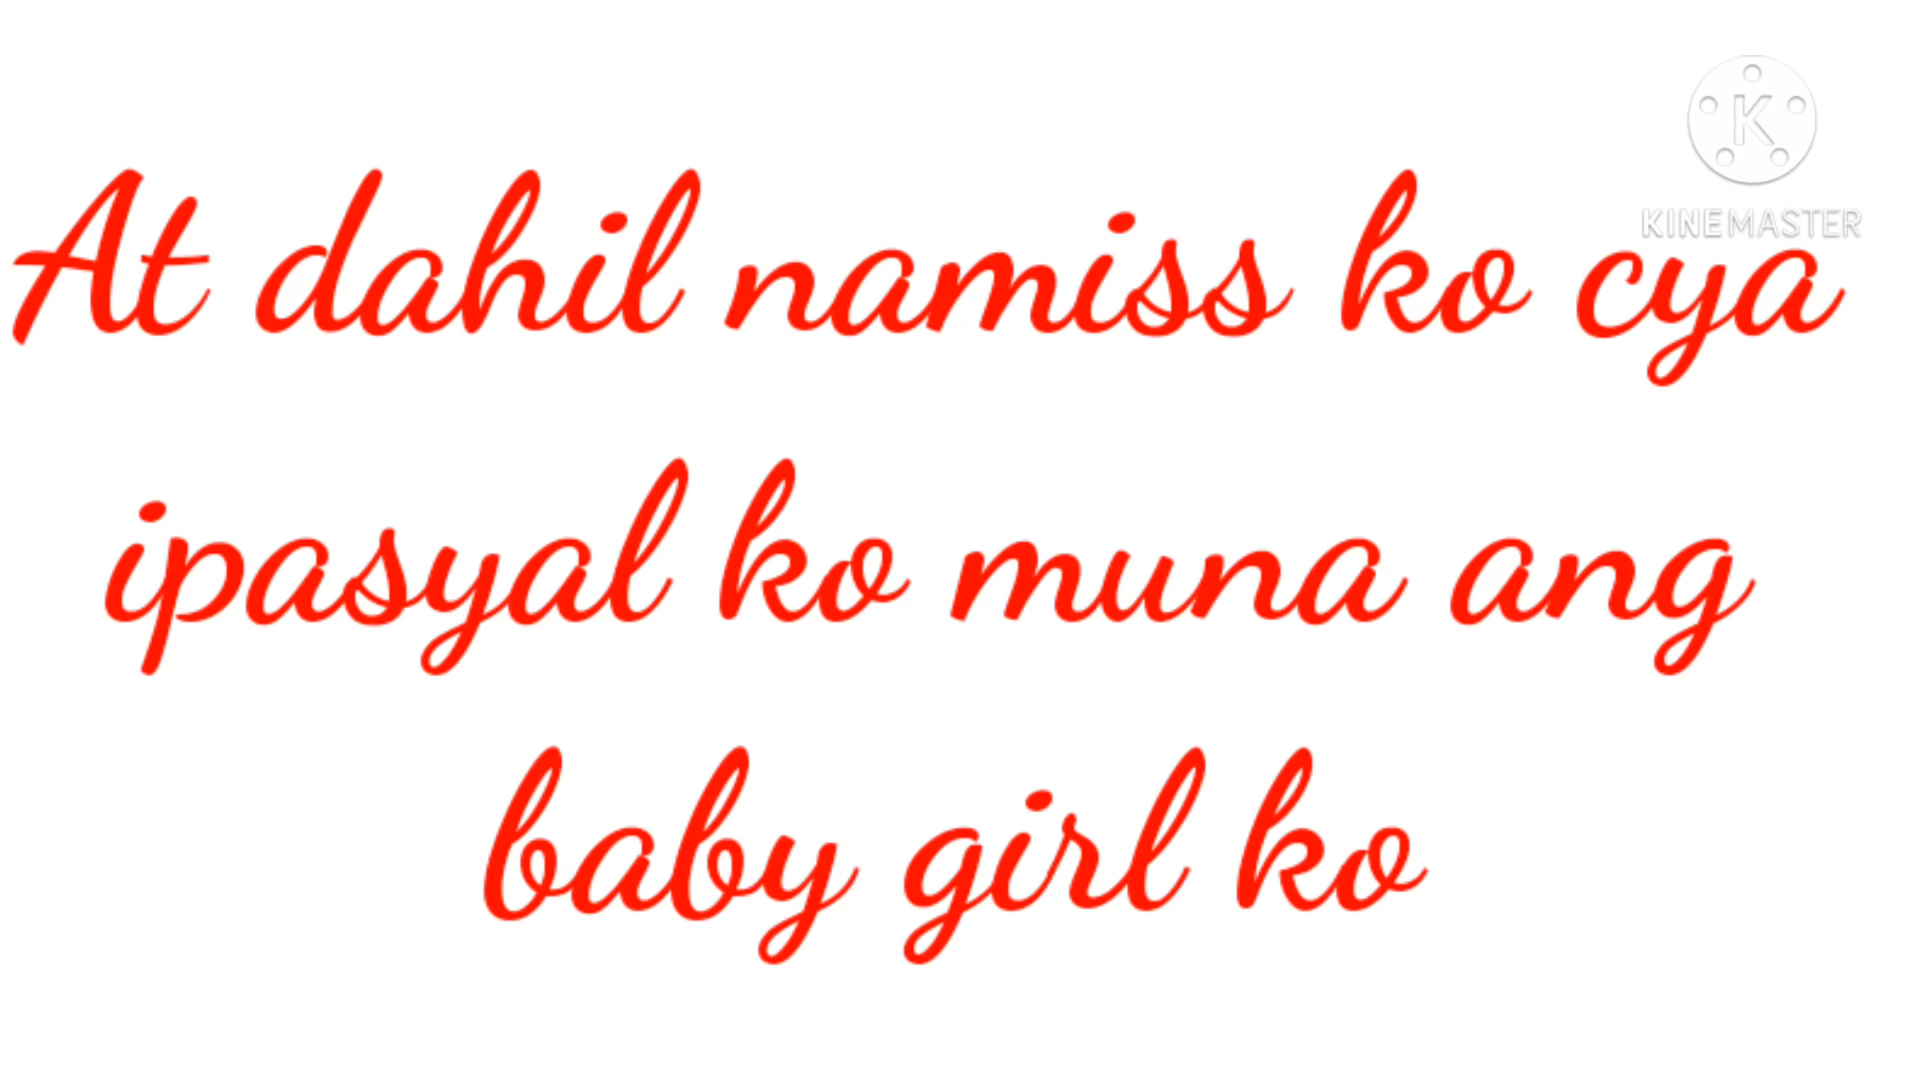 K
KINEMASTER
At dahil namiss ko cya
ipasyal ko muna ang
baby girl ko